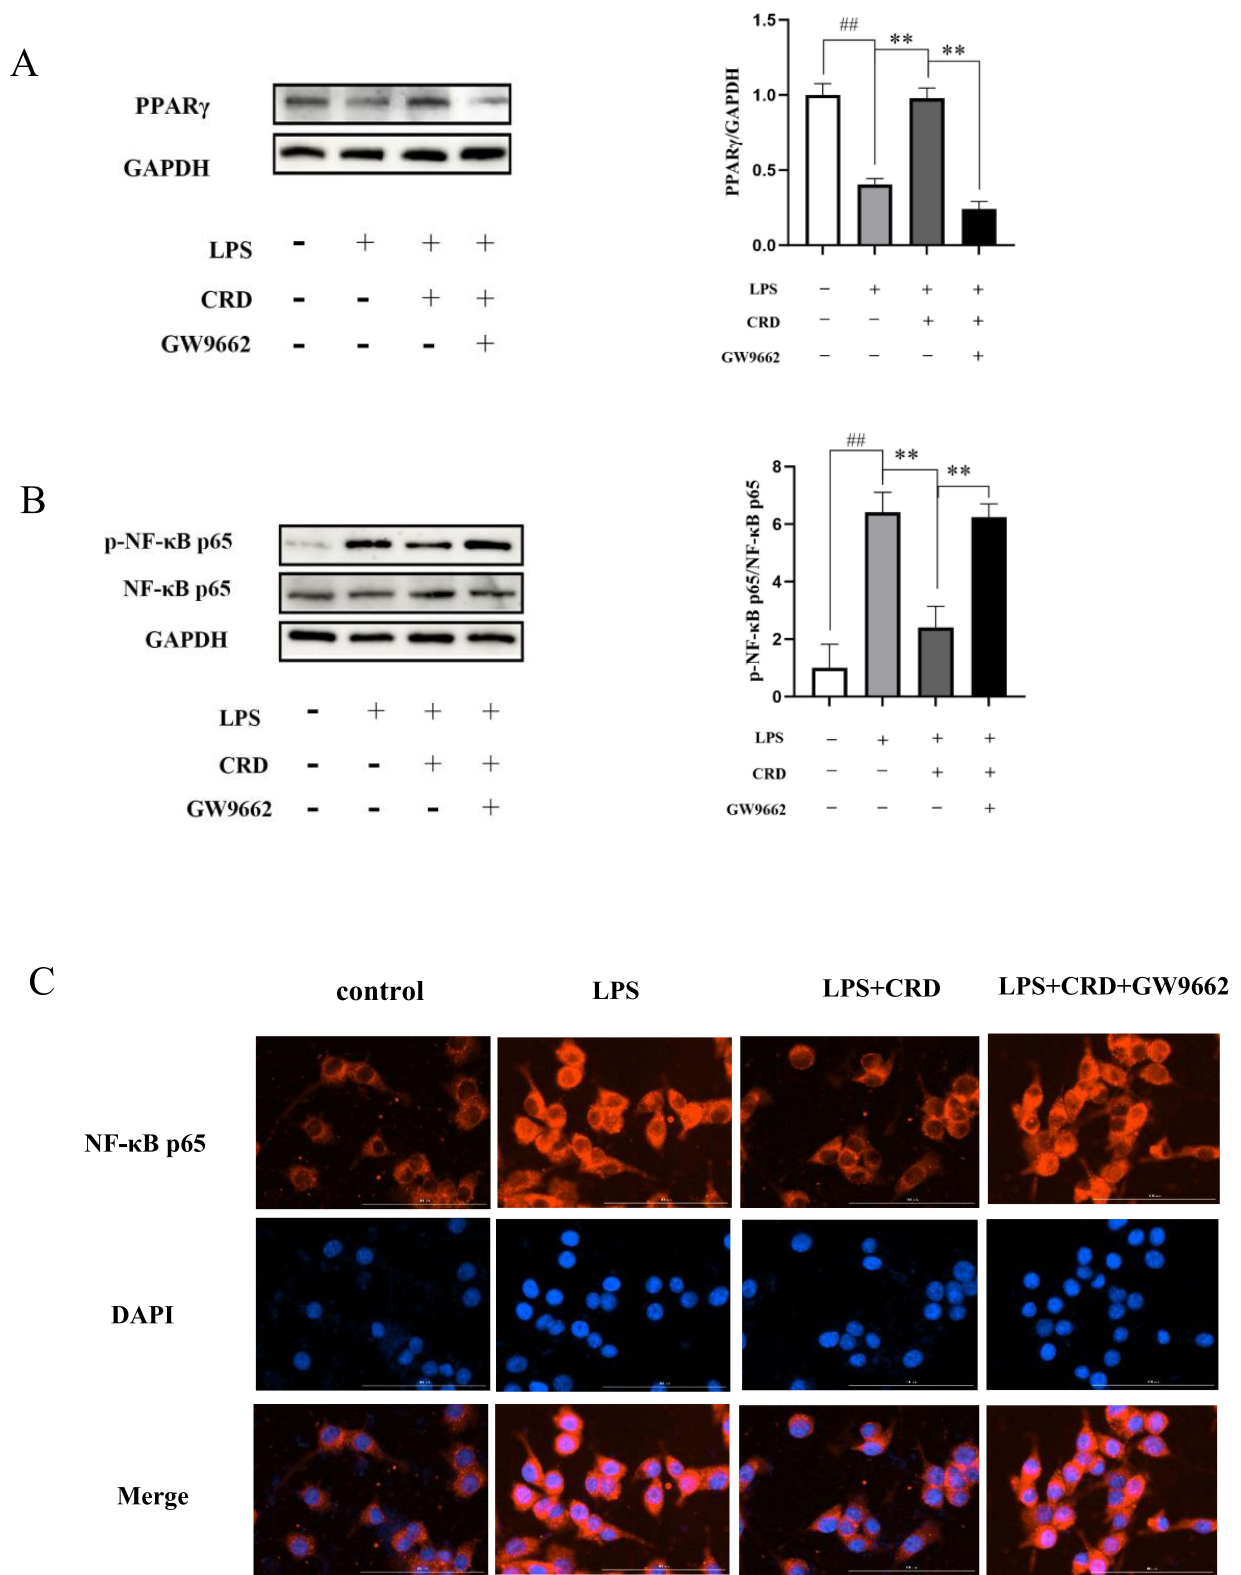 A
PPARγ
GAPDH
LPS - + + +
CRD - - + +
GW9662 - - - +
PPARγ/GAPDH
1.5
1.0
0.5
0.0
##
**
**
LPS − + + +
CRD − − + +
GW9662 − − − +
B
p-NF-κB p65
NF-κB p65
GAPDH
LPS - + + +
CRD - - + +
GW9662 - - - +
p-NF-κB p65/NF-κB p65
8
6
4
2
0
##
**
**
LPS − + + +
CRD − − + +
GW9662 − − − +
C
control LPS LPS+CRD LPS+CRD+GW9662
NF-κB p65
DAPI
Merge